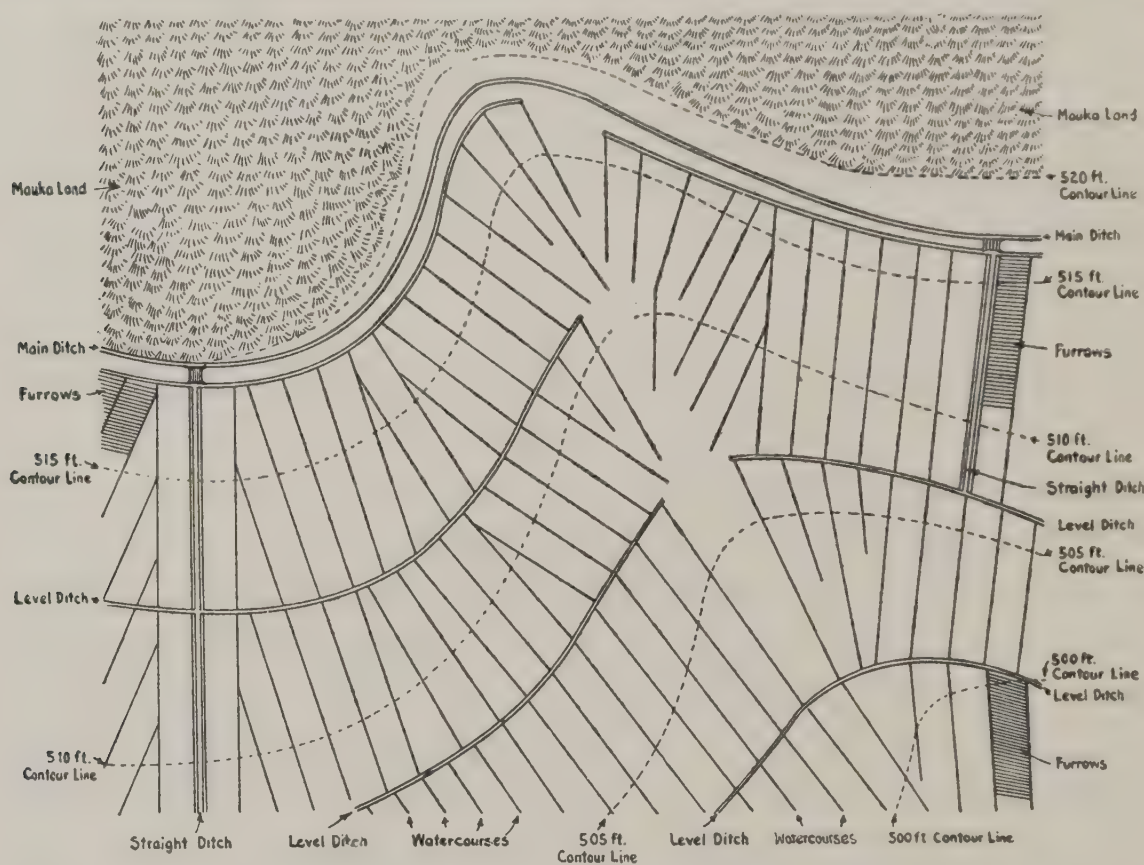 Mauka Land
520 ft.
Contour Line
Mauka Land
Main Ditch
515 ft.
Contour Line
Main Ditch
Furrows
Furrows
510 ft.
Contour Line
515 ft.
Contour Line
Straight Ditch
Level Ditch
505 ft.
Contour Line
Level Ditch
500 ft.
Contour Line
Level Ditch
510 ft.
Contour Line
Furrows
Straight Ditch
Level Ditch
Watercourses
505 ft.
Contour Line
Level Ditch
Watercourses
500 ft Contour Line